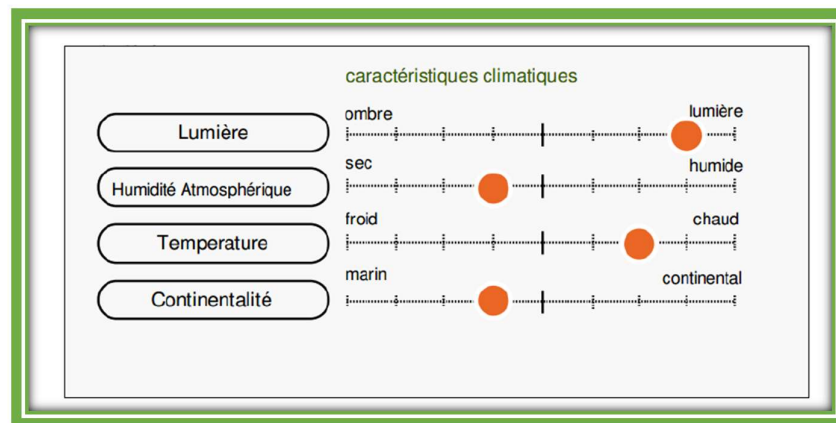 caractéristiques climatiques
ombre lumière
Lumière
sec humide
Humidité Atmosphérique
froid chaud
Temperature
marin continental
Continentalité